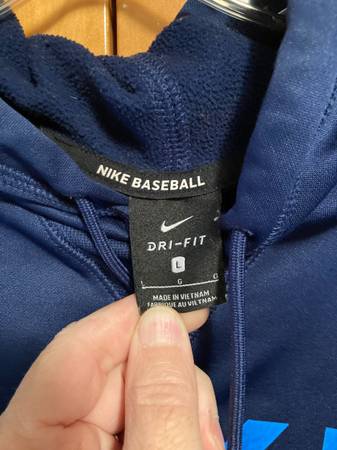 NIKE BASEBALL
DRI-FIT
L
L G G
MADE IN VIETNAM
FABRIQUÉ AU VIETNAM